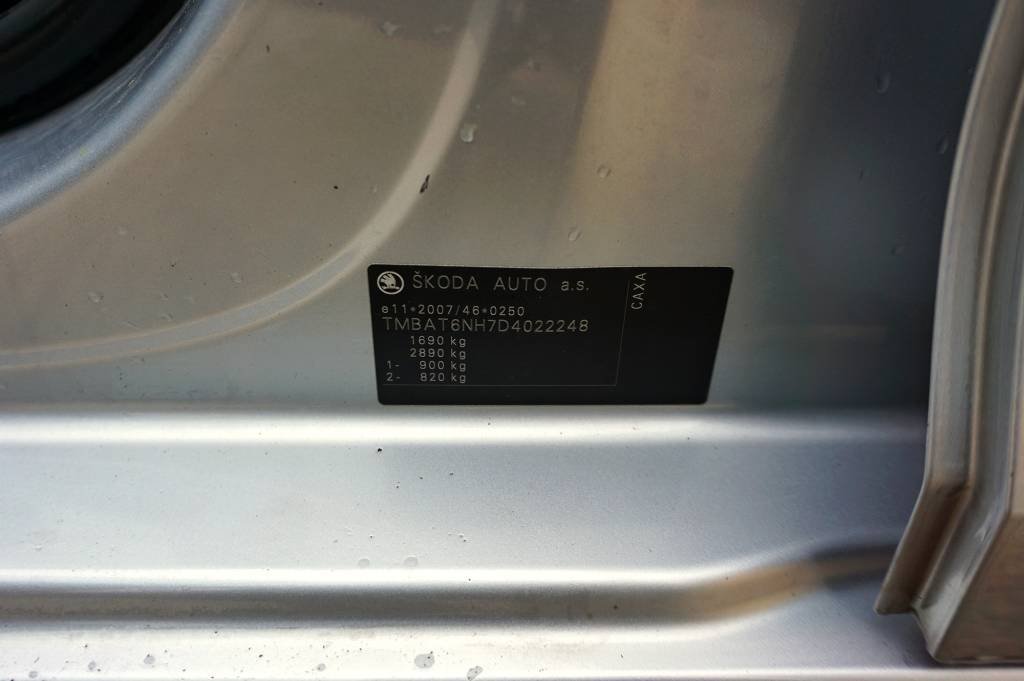 ŠKODA AUTO a.s.
e11*2007/46*0250
TMBAT6NH7D4022248
1690 kg
2890 kg
1- 900 kg
2- 820 kg
CAXA